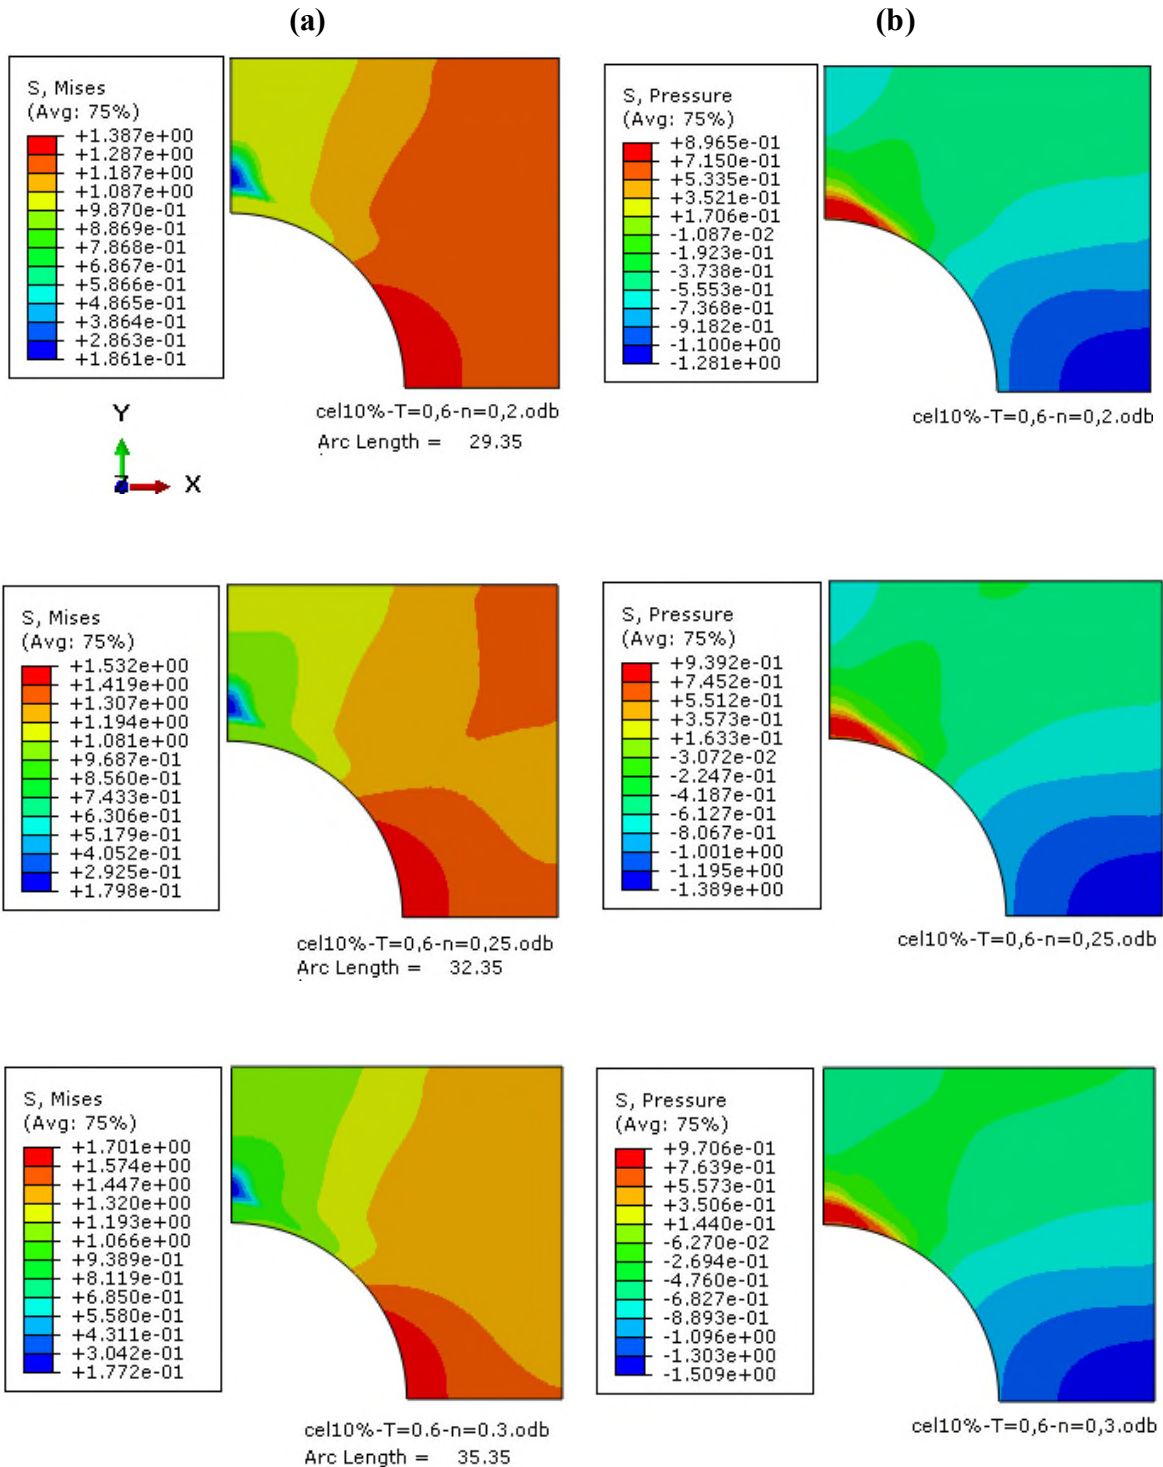 (a)
(b)
S, Mises
(Avg: 75%)
+1.387e+00
+1.287e+00
+1.187e+00
+1.087e+00
+9.870e-01
+8.869e-01
+7.868e-01
+6.867e-01
+5.866e-01
+4.865e-01
+3.864e-01
+2.863e-01
+1.861e-01
cel10%-T=0,6-n=0,2.odb
Arc Length = 29.35
Y
Z
X
S, Pressure
(Avg: 75%)
+8.965e-01
+7.150e-01
+5.335e-01
+3.521e-01
+1.706e-01
-1.087e-02
-1.923e-01
-3.738e-01
-5.553e-01
-7.368e-01
-9.182e-01
-1.100e+00
-1.281e+00
cel10%-T=0,6-n=0,2.odb
S, Mises
(Avg: 75%)
+1.532e+00
+1.419e+00
+1.307e+00
+1.194e+00
+1.081e+00
+9.687e-01
+8.560e-01
+7.433e-01
+6.306e-01
+5.179e-01
+4.052e-01
+2.925e-01
+1.798e-01
cel10%-T=0,6-n=0,25.odb
Arc Length = 32.35
S, Pressure
(Avg: 75%)
+9.392e-01
+7.452e-01
+5.512e-01
+3.573e-01
+1.633e-01
-3.072e-02
-2.247e-01
-4.187e-01
-6.127e-01
-8.067e-01
-1.001e+00
-1.195e+00
-1.389e+00
cel10%-T=0,6-n=0,25.odb
S, Mises
(Avg: 75%)
+1.701e+00
+1.574e+00
+1.447e+00
+1.320e+00
+1.193e+00
+1.066e+00
+9.389e-01
+8.119e-01
+6.850e-01
+5.580e-01
+4.311e-01
+3.042e-01
+1.772e-01
cel10%-T=0.6-n=0.3.odb
Arc Length = 35.35
S, Pressure
(Avg: 75%)
+9.706e-01
+7.639e-01
+5.573e-01
+3.506e-01
+1.440e-01
-6.270e-02
-2.694e-01
-4.760e-01
-6.827e-01
-8.893e-01
-1.096e+00
-1.303e+00
-1.509e+00
cel10%-T=0,6-n=0,3.odb